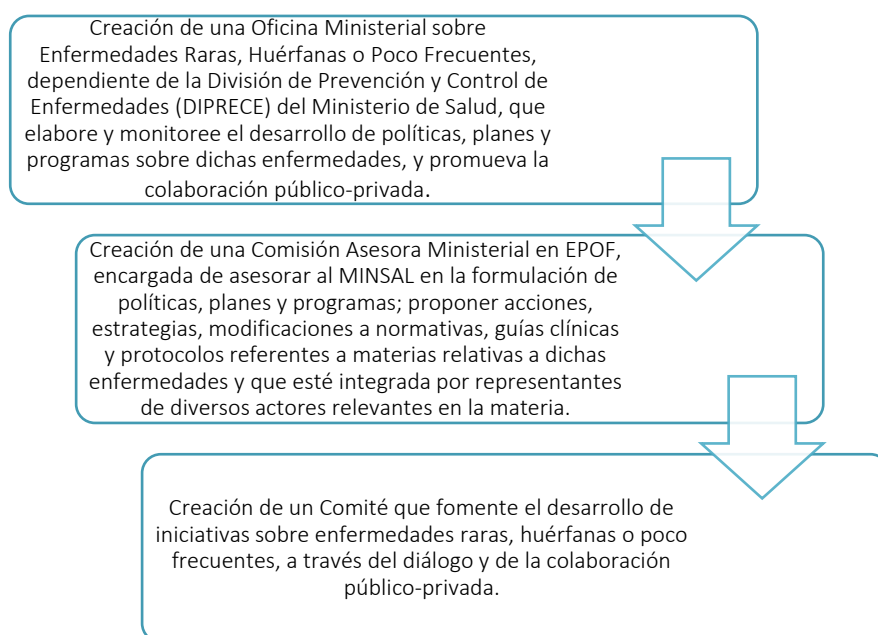 Creación de una Oficina Ministerial sobre
Enfermedades Raras, Huérfanas o Poco Frecuentes,
dependiente de la División de Prevención y Control de
Enfermedades (DIPRECE) del Ministerio de Salud, que
elabore y monitoree el desarrollo de políticas, planes y
programas sobre dichas enfermedades, y promueva la
colaboración público-privada.
Creación de una Comisión Asesora Ministerial en EPOF,
encargada de asesorar al MINSAL en la formulación de
políticas, planes y programas; proponer acciones,
estrategias, modificaciones a normativas, guías clínicas
y protocolos referentes a materias relativas a dichas
enfermedades y que esté integrada por representantes
de diversos actores relevantes en la materia.
Creación de un Comité que fomente el desarrollo de
iniciativas sobre enfermedades raras, huérfanas o poco
frecuentes, a través del diálogo y de la colaboración
público-privada.